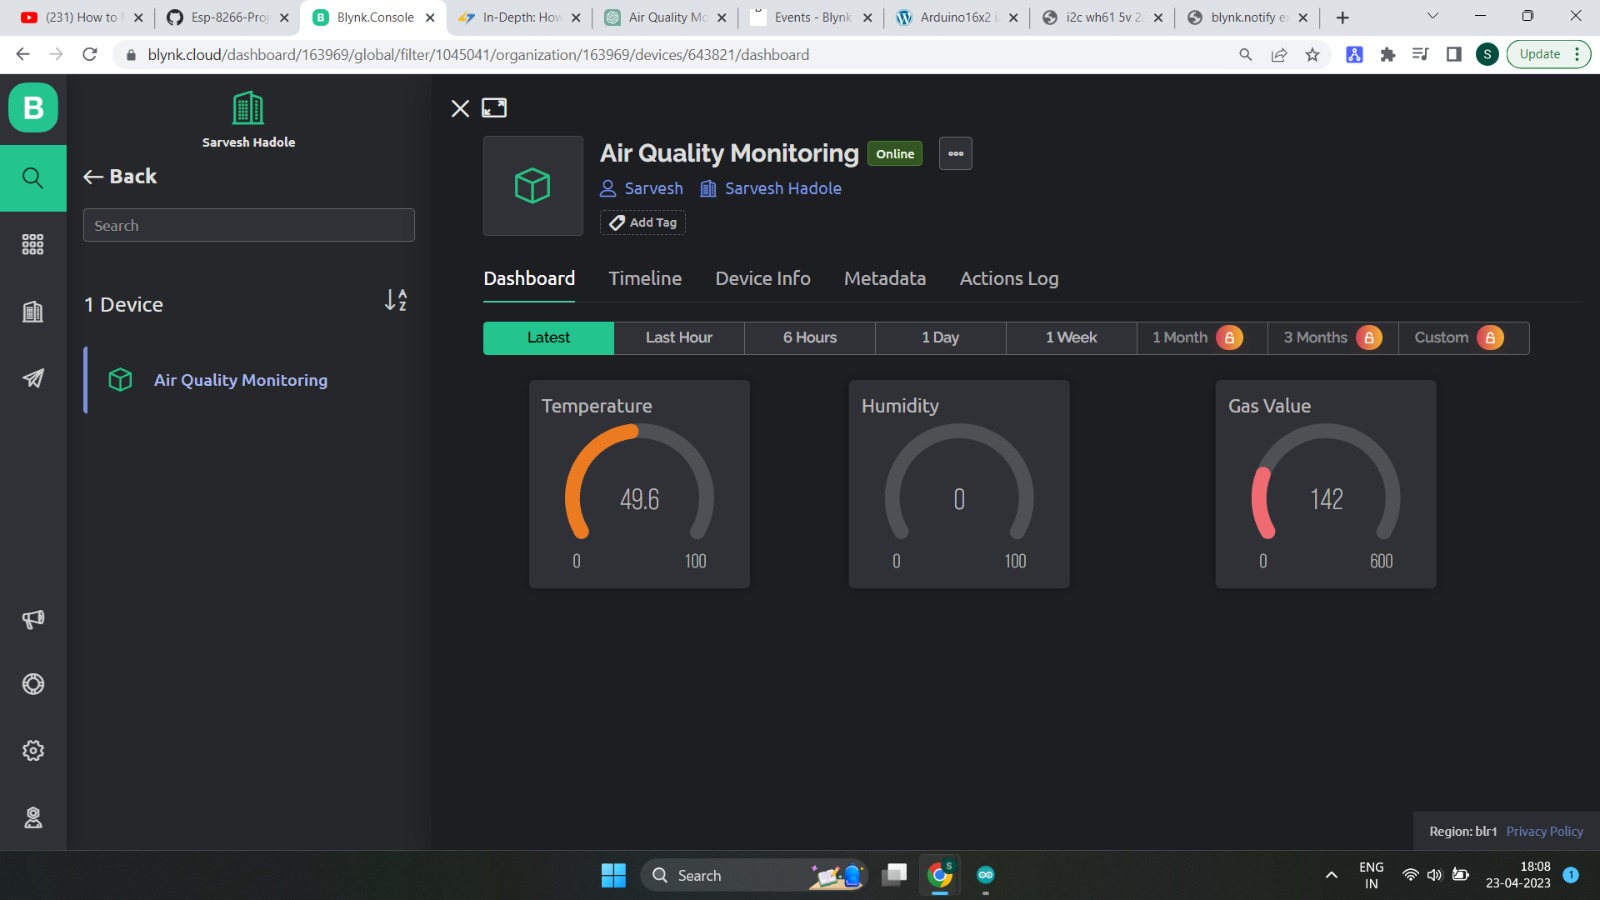 (231) How to
Esp-8266-Proj
Blynk.Console
In-Depth: How
Air Quality Mo
Events - Blynk
Arduino16x2 i
i2c wh61 5v 2
blynk.notify e
blynk.cloud/dashboard/163969/global/filter/1045041/organization/163969/devices/643821/dashboard
S
Update
B
Sarvesh Hadole
Back
Search
1 Device
A
Z
Air Quality Monitoring
Air Quality Monitoring
Online
Sarvesh
Sarvesh Hadole
Add Tag
Dashboard
Timeline
Device Info
Metadata
Actions Log
Latest
Last Hour
6 Hours
1 Day
1 Week
1 Month
3 Months
Custom
Temperature
49.6
0
100
Humidity
0
0
100
Gas Value
142
0
600
Region: blr1 Privacy Policy
Search
ENG
IN
18:08
23-04-2023
1